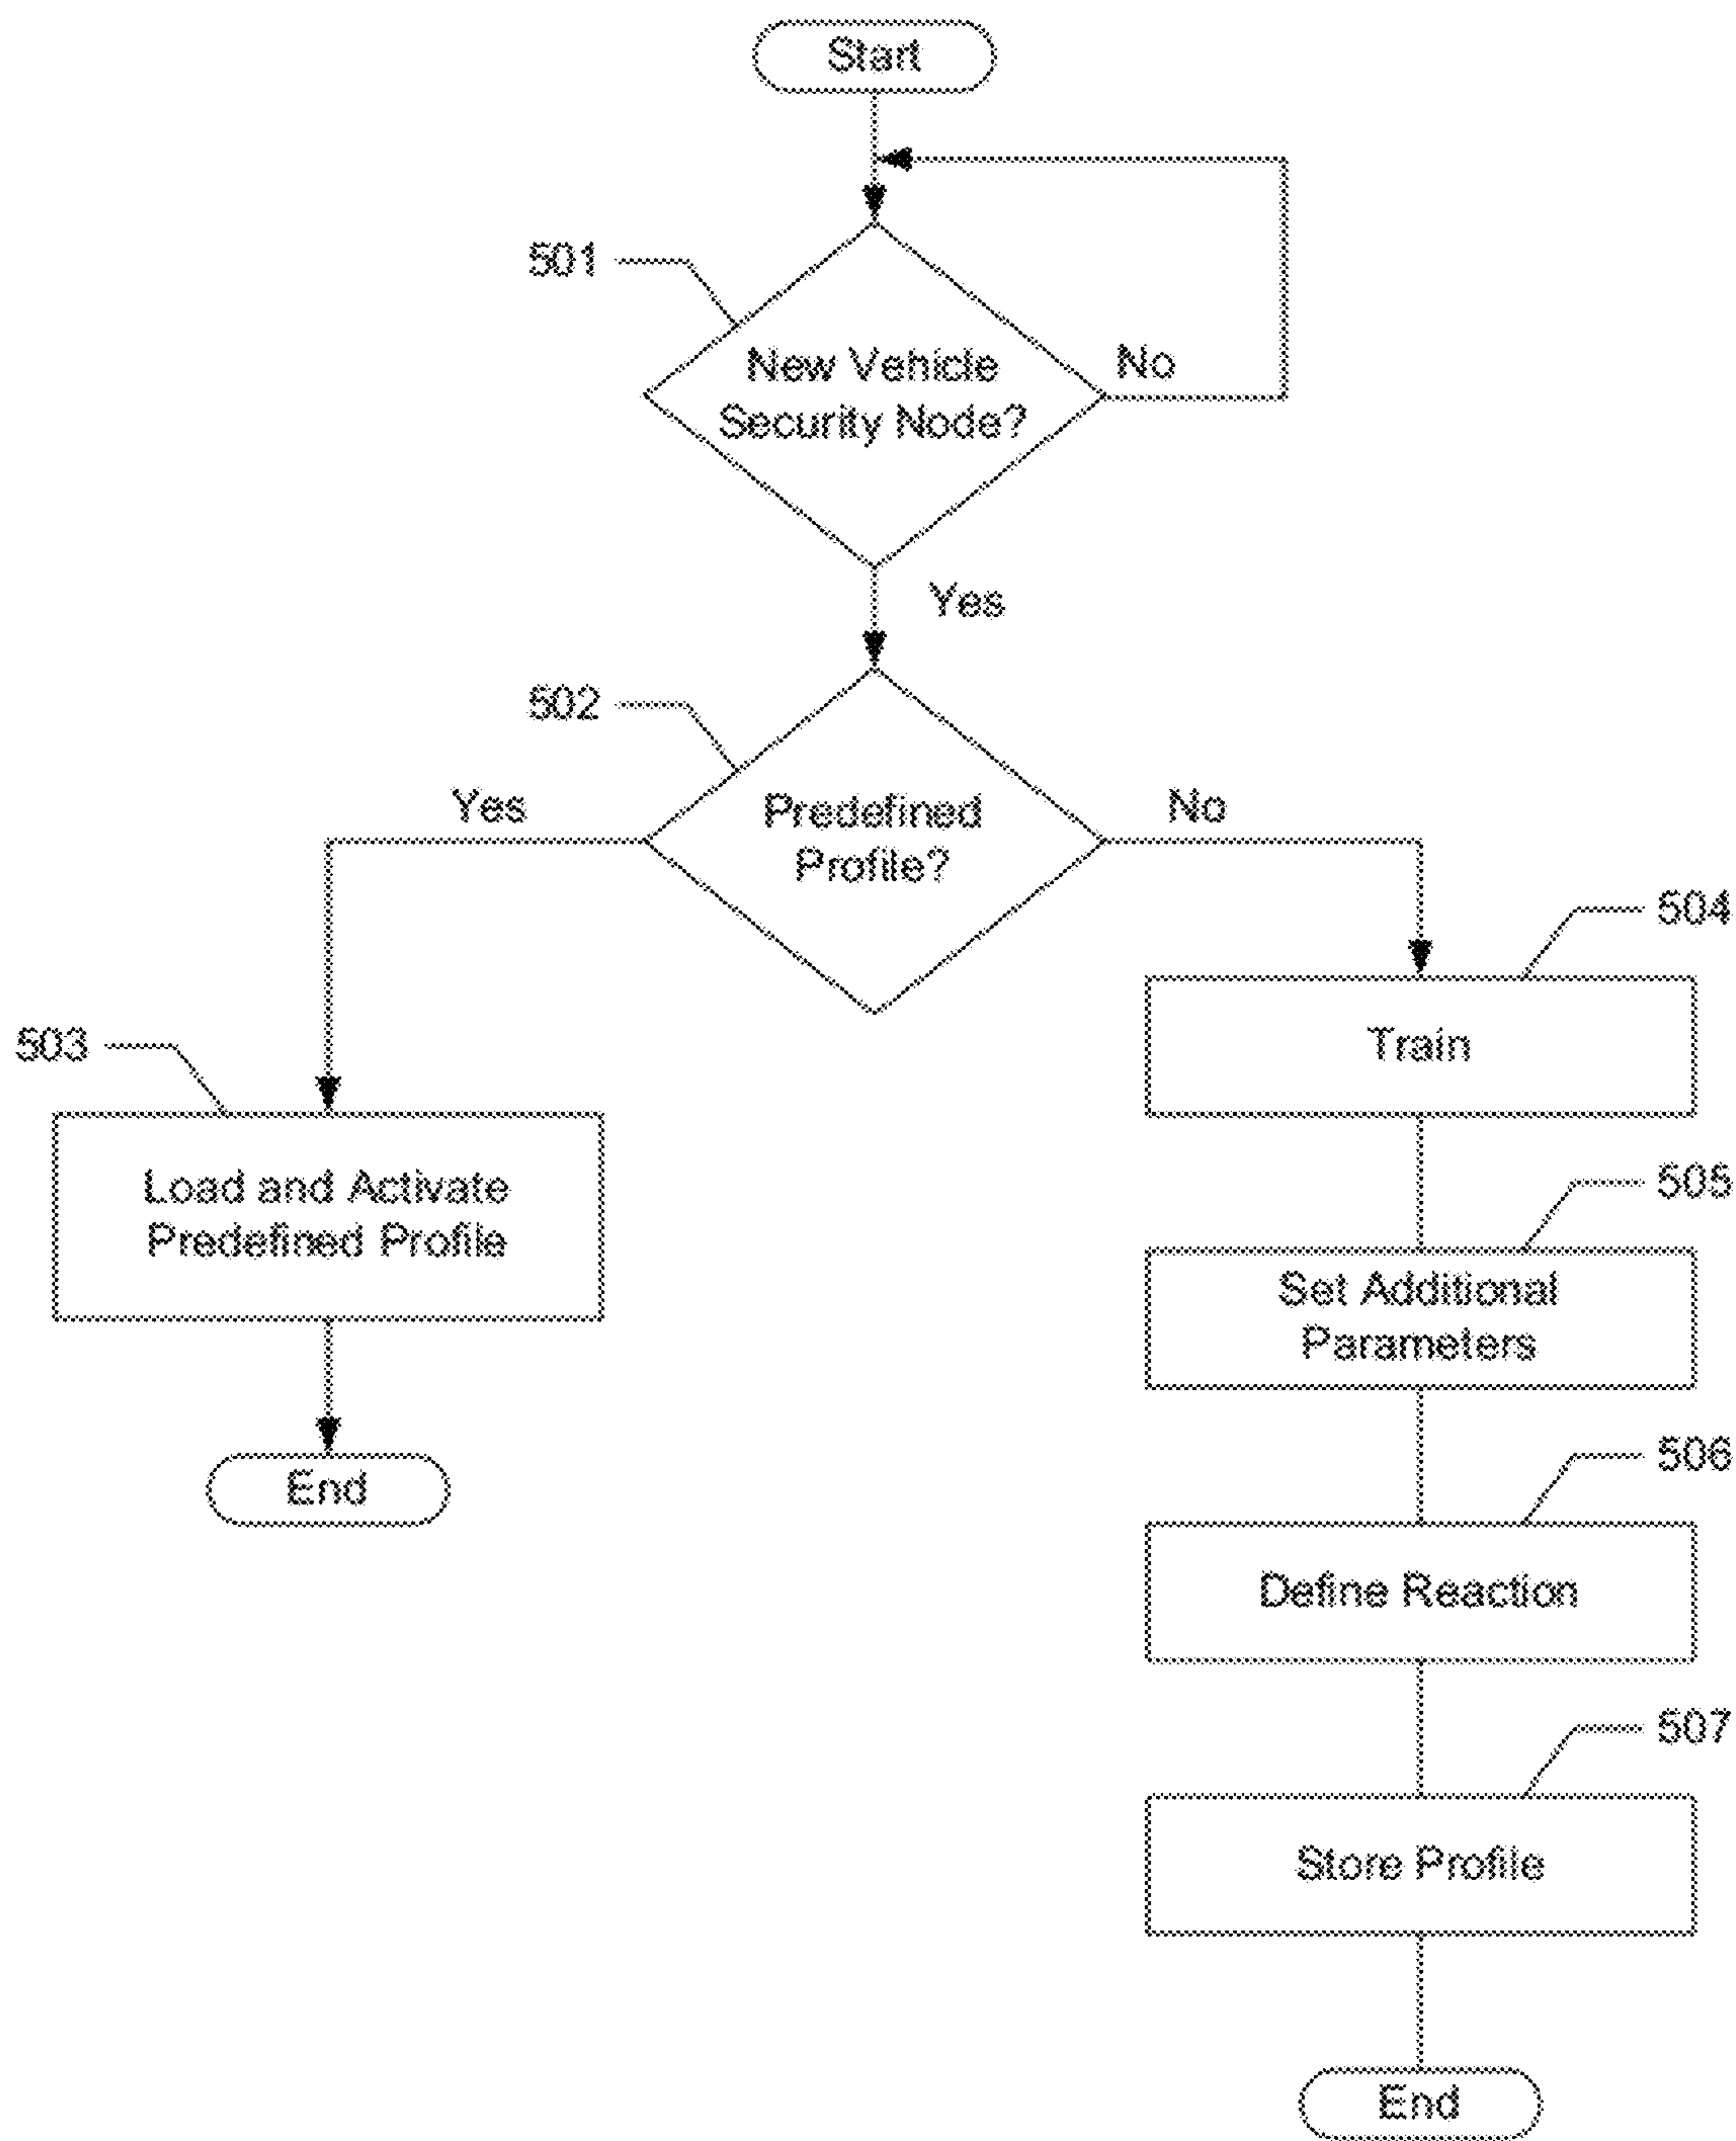 Start
501
New Vehicle
Security Node?
No
Yes
502
Predefined
Profile?
Yes
No
504
Train
503
Load and Activate
Predefined Profile
505
Set Additional
Parameters
End
506
Define Reaction
507
Store Profile
End